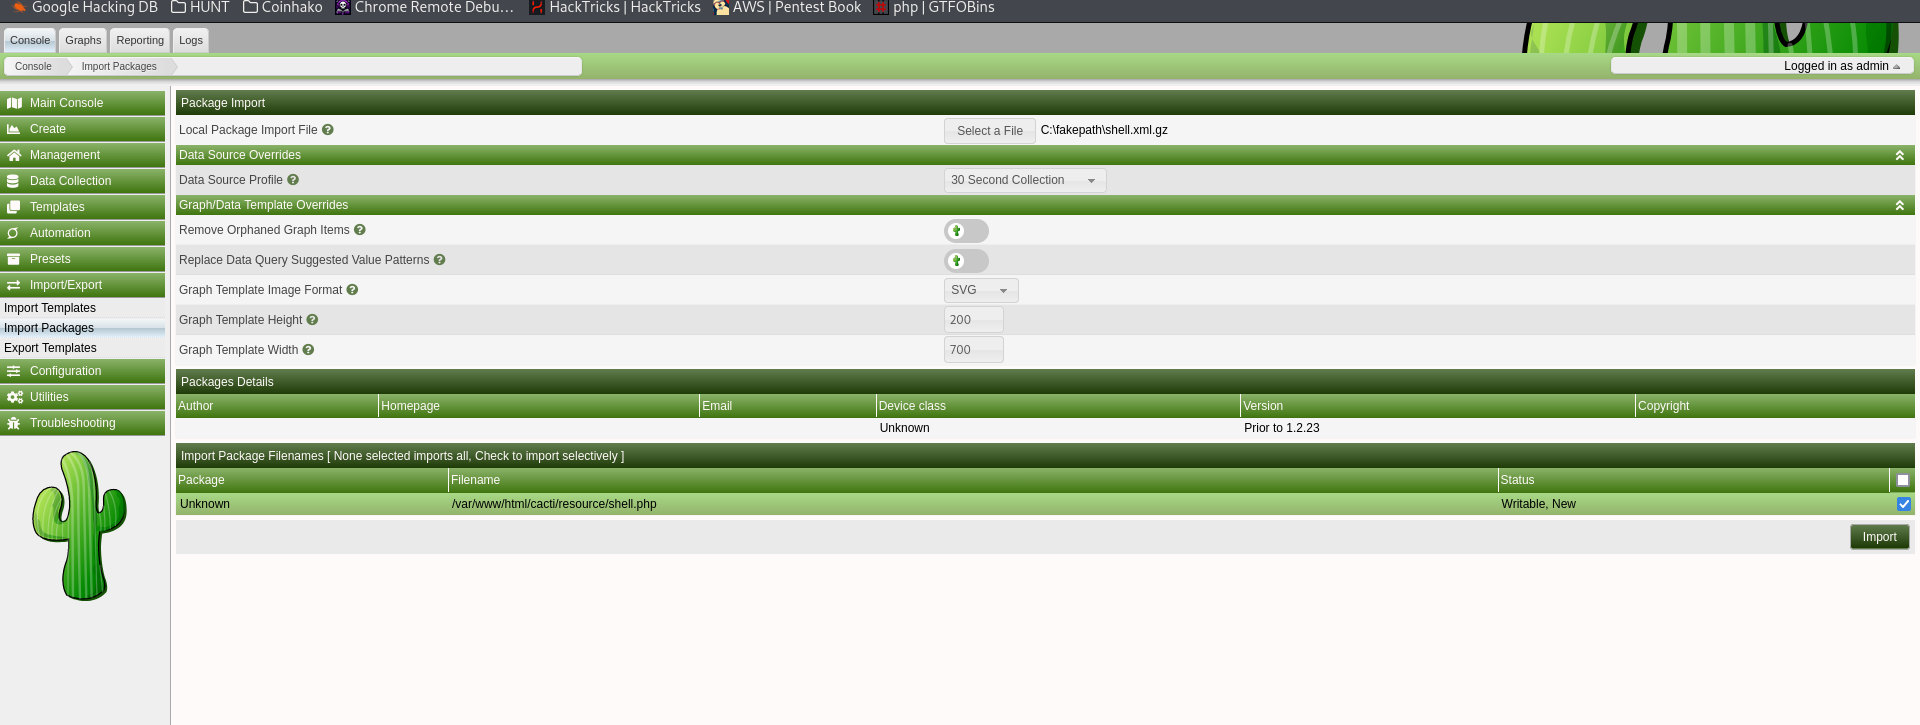 Google Hacking DB HUNT Coinhako Chrome Remote Debu… HackTricks | HackTricks AWS | Pentest Book php | GTFOBins
Console Graphs Reporting Logs
Console Import Packages Logged in as admin
Main Console
Create
Management
Data Collection
Templates
Automation
Presets
Import/Export
Import Templates
Import Packages
Export Templates
Configuration
Utilities
Troubleshooting
Package Import
Local Package Import File Select a File C:\fakepath\shell.xml.gz
Data Source Overrides
Data Source Profile 30 Second Collection
Graph/Data Template Overrides
Remove Orphaned Graph Items
Replace Data Query Suggested Value Patterns
Graph Template Image Format SVG
Graph Template Height 200
Graph Template Width 700
Packages Details
Author Homepage Email Device class Version Copyright
Unknown Prior to 1.2.23
Import Package Filenames [ None selected imports all, Check to import selectively ]
Package Filename Status
Unknown /var/www/html/cacti/resource/shell.php Writable, New
Import